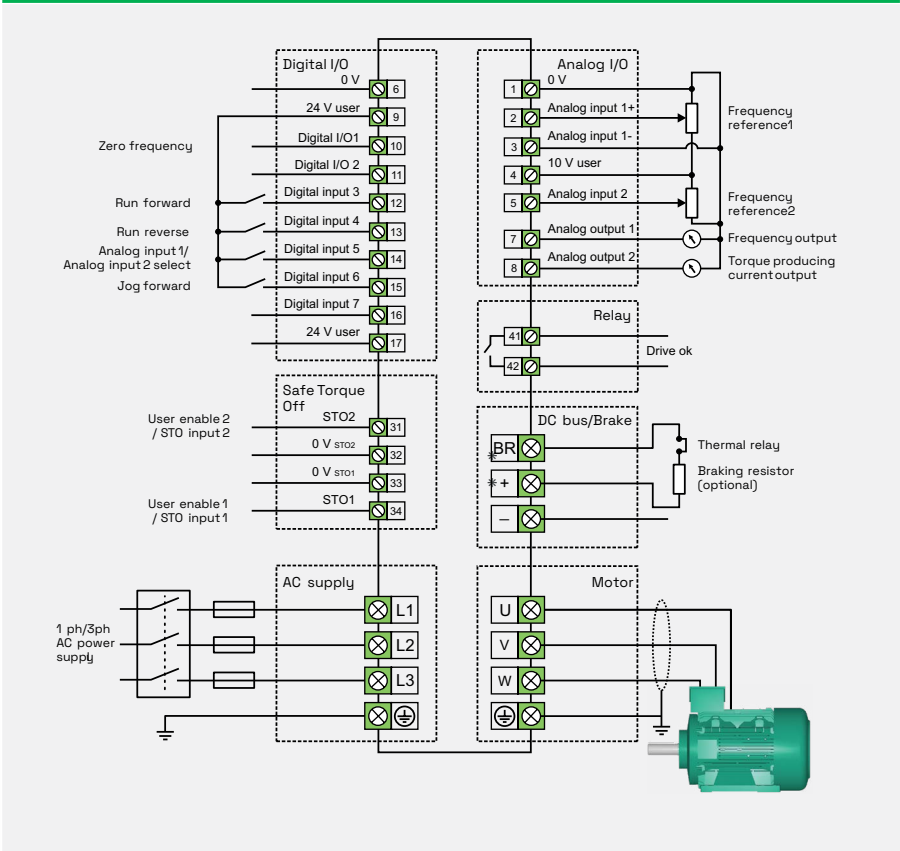 Digital I/O
0 V
6
24 V user
9
Zero frequency
Digital I/O1
10
Digital I/O 2
11
Run forward
Digital input 3
12
Run reverse
Digital input 4
13
Analog input 1/
Analog input 2 select
Digital input 5
14
Jog forward
Digital input 6
15
Digital input 7
16
24 V user
17
Safe Torque
Off
User enable 2
/ STO input 2
STO2
31
0 V STO2
32
0 V STO1
33
User enable 1
/ STO input 1
STO1
34
AC supply
1 ph/3ph
AC power
supply
L1
L2
L3
Analog I/O
1
0 V
2
Analog input 1+
Frequency
reference1
3
Analog input 1-
4
10 V user
5
Analog input 2
Frequency
reference2
7
Analog output 1
Frequency output
8
Analog output 2
Torque producing
current output
Relay
41
42
Drive ok
DC bus/Brake
*BR
Thermal relay
*+
Braking resistor
(optional)
–
Motor
U
V
W